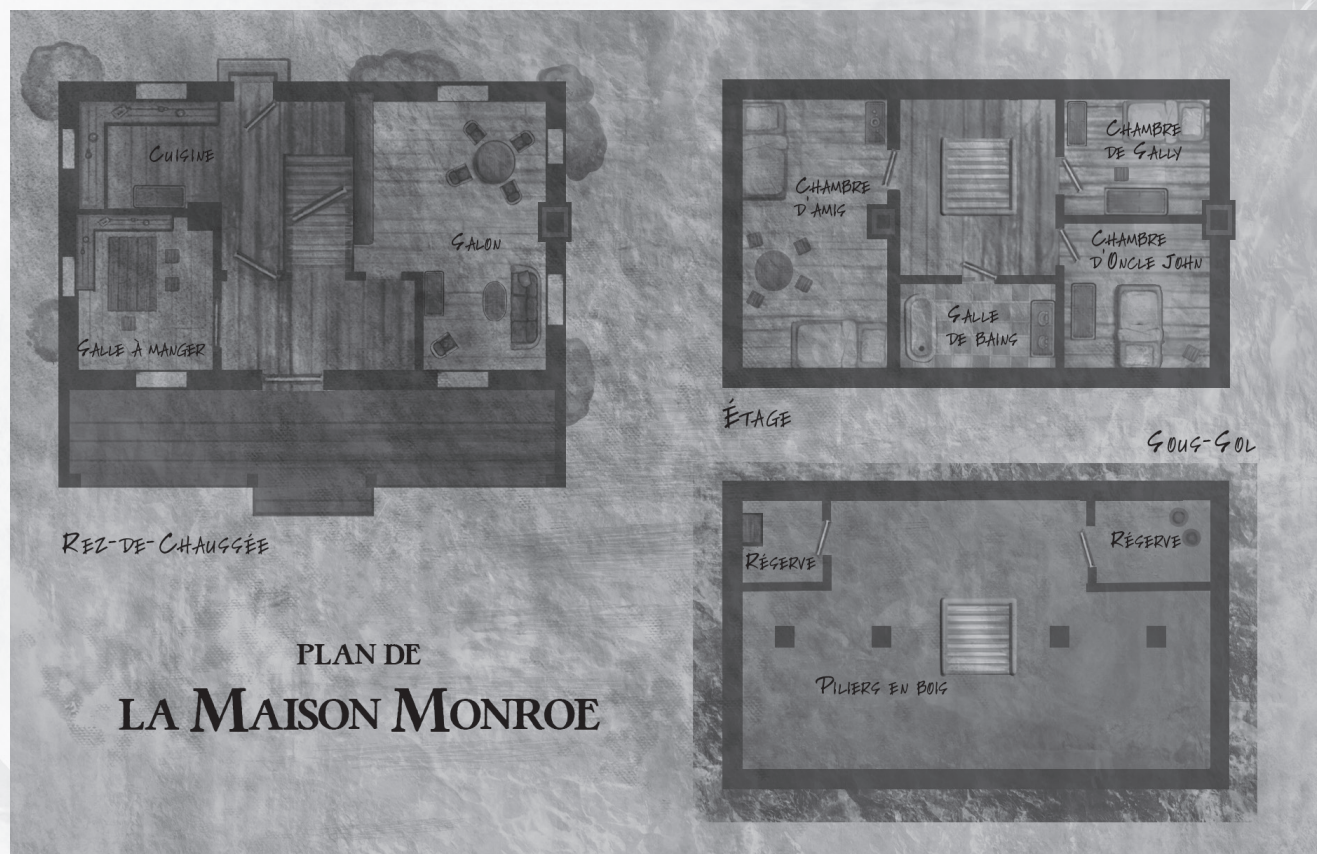 Cuisine
Salon
Salle à manger
Rez-de-Chaussée
Chambre
d'amis
Chambre
de Sally
Chambre
d'Oncle John
Salle
de bains
Étage
Sous-Sol
Réserve
Réserve
Piliers en bois
PLAN DE
LA MAISON MONROE